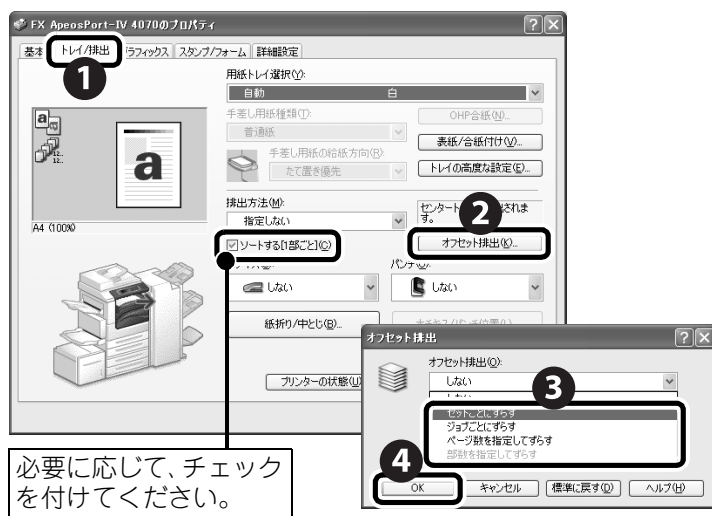 FX ApeosPort-IV 4070のプロパティ
基本 トレイ/排出 グラフィックス スタンプ/フォーム 詳細設定
1
用紙トレイ選択(Y):
自動 白
手差し用紙種類(T): OHP合紙(N)...
普通紙 表紙/合紙付け(V)...
手差し用紙の給紙方向(R):
たて置き優先 トレイの高度な設定(E)...
a
12..
12..
a
A4 (100%)
排出方法(M):
指定しない
す。
2
ソートする[1部ごと](C) オフセット排出(K)...
しない しない
紙折り/中とじ(B)...
プリンターの状態(U)
オフセット排出
オフセット排出(O):
しない
3
セットごとにずらす
ジョブごとにずらす
ページ数を指定してずらす
部数を指定してずらす
4
OK キャンセル 標準に戻す(D) ヘルプ(H)
必要に応じて、チェック
を付けてください。